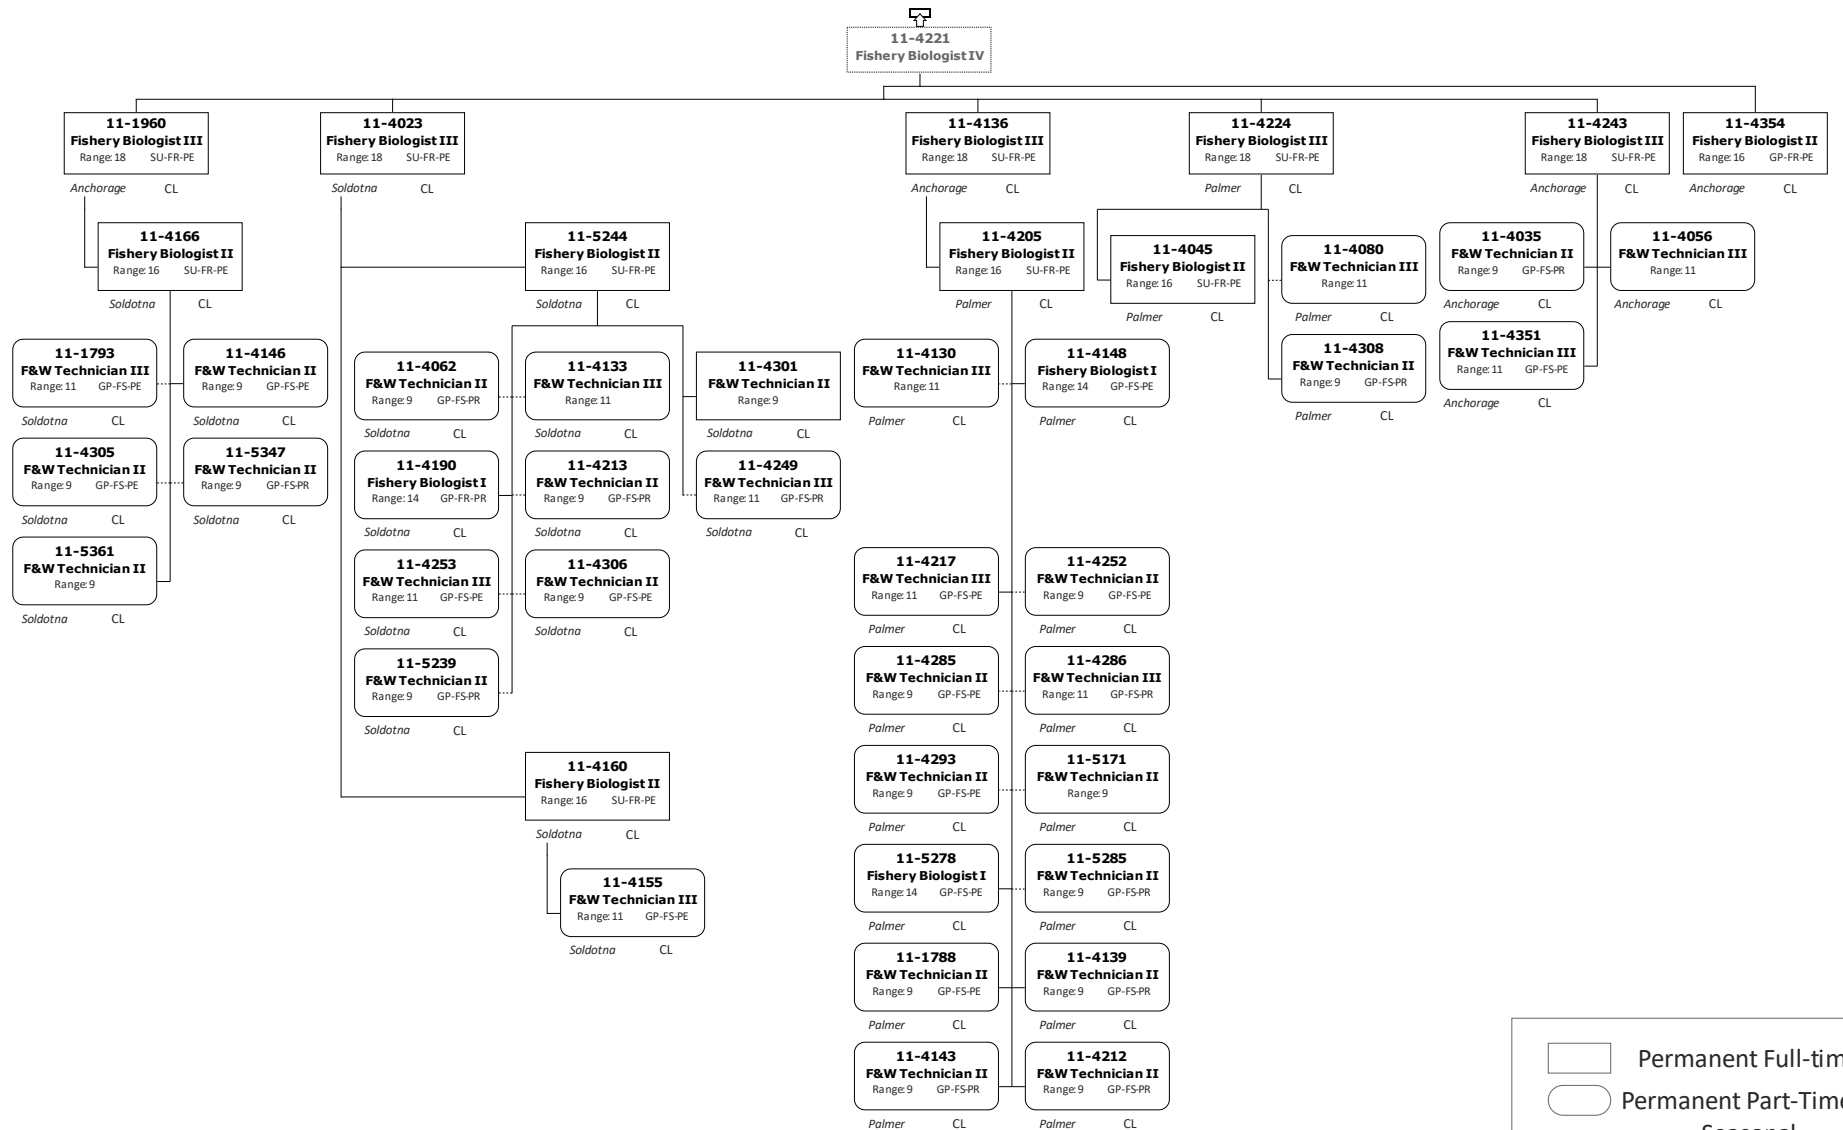 11-4221
Fishery Biologist IV
11-1960
Fishery Biologist III
Range: 18 SU-FR-PE
Anchorage CL
11-4023
Fishery Biologist III
Range: 18 SU-FR-PE
Soldotna CL
11-4136
Fishery Biologist III
Range: 18 SU-FR-PE
Anchorage CL
11-4224
Fishery Biologist III
Range: 18 SU-FR-PE
Palmer CL
11-4243
Fishery Biologist III
Range: 18 SU-FR-PE
Anchorage CL
11-4354
Fishery Biologist II
Range: 16 GP-FR-PE
Anchorage CL
11-4166
Fishery Biologist II
Range: 16 SU-FR-PE
Soldotna CL
11-1793
F&W Technician III
Range: 11 GP-FS-PE
Soldotna CL
11-4146
F&W Technician II
Range: 9 GP-FS-PE
Soldotna CL
11-4305
F&W Technician II
Range: 9 GP-FS-PE
Soldotna CL
11-5347
F&W Technician II
Range: 9 GP-FS-PR
Soldotna CL
11-5361
F&W Technician II
Range: 9
Soldotna CL
11-5244
Fishery Biologist II
Range: 16 SU-FR-PE
Soldotna CL
11-4062
F&W Technician II
Range: 9 GP-FS-PR
Soldotna CL
11-4133
F&W Technician III
Range: 11
Soldotna CL
11-4301
F&W Technician II
Range: 9
Soldotna CL
11-4190
Fishery Biologist I
Range: 14 GP-FR-PR
Soldotna CL
11-4213
F&W Technician II
Range: 9 GP-FS-PR
Soldotna CL
11-4249
F&W Technician III
Range: 11 GP-FS-PR
Soldotna CL
11-4253
F&W Technician III
Range: 11 GP-FS-PE
Soldotna CL
11-4306
F&W Technician II
Range: 9 GP-FS-PE
Soldotna CL
11-5239
F&W Technician II
Range: 9 GP-FS-PR
Soldotna CL
11-4160
Fishery Biologist II
Range: 16 SU-FR-PE
Soldotna CL
11-4155
F&W Technician III
Range: 11 GP-FS-PE
Soldotna CL
11-4205
Fishery Biologist II
Range: 16 SU-FR-PE
Palmer CL
11-4130
F&W Technician III
Range: 11
Palmer CL
11-4148
Fishery Biologist I
Range: 14 GP-FS-PE
Palmer CL
11-4217
F&W Technician III
Range: 11 GP-FS-PE
Palmer CL
11-4252
F&W Technician II
Range: 9 GP-FS-PE
Palmer CL
11-4285
F&W Technician II
Range: 9 GP-FS-PE
Palmer CL
11-4286
F&W Technician III
Range: 11 GP-FS-PR
Palmer CL
11-4293
F&W Technician II
Range: 9 GP-FS-PE
Palmer CL
11-5171
F&W Technician II
Range: 9
Palmer CL
11-5278
Fishery Biologist I
Range: 14 GP-FS-PE
Palmer CL
11-5285
F&W Technician II
Range: 9 GP-FS-PR
Palmer CL
11-1788
F&W Technician II
Range: 9 GP-FS-PE
Palmer CL
11-4139
F&W Technician II
Range: 9 GP-FS-PR
Palmer CL
11-4143
F&W Technician II
Range: 9 GP-FS-PR
Palmer CL
11-4212
F&W Technician II
Range: 9 GP-FS-PR
Palmer CL
11-4045
Fishery Biologist II
Range: 16 SU-FR-PE
Palmer CL
11-4080
F&W Technician III
Range: 11
Palmer CL
11-4308
F&W Technician II
Range: 9 GP-FS-PR
Palmer CL
11-4035
F&W Technician II
Range: 9 GP-FS-PR
Anchorage CL
11-4056
F&W Technician III
Range: 11
Anchorage CL
11-4351
F&W Technician III
Range: 11 GP-FS-PE
Anchorage CL
Permanent Full-tim
Permanent Part-Time